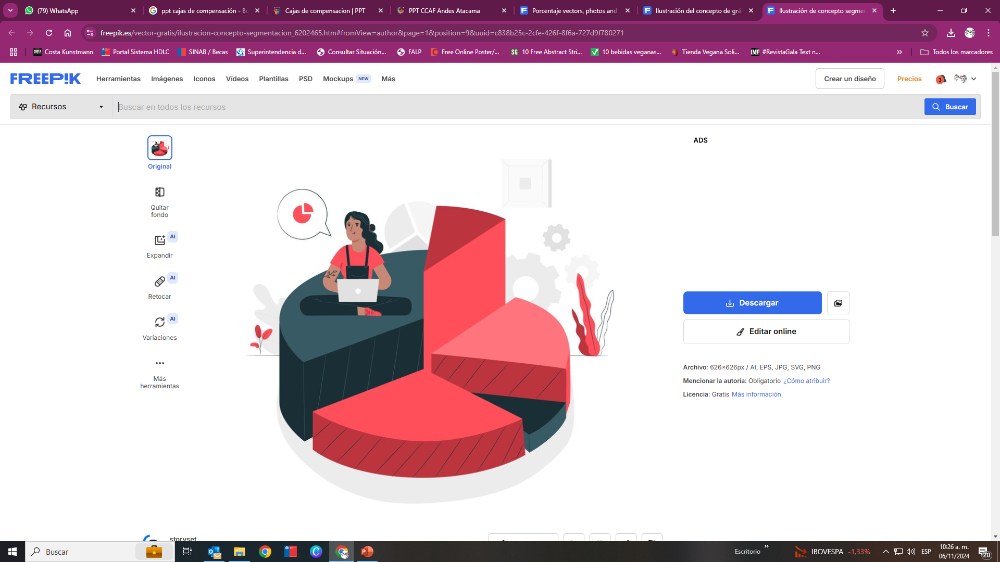 (79) WhatsApp
ppt cajas de compensación - Bu
Cajas de compensacion | PPT
PPT CCAF Andes Atacama
Porcentaje vectors, photos and
Ilustración del concepto de grá
Ilustración de concepto segmen
freepik.es/vector-gratis/ilustracion-concepto-segmentacion_6202465.htm#fromView=author&page=1&position=9&uuid=c838b25c-2cfe-426f-8f6a-727d9f780271
Costa Kunstmann
Portal Sistema HDLC
SINAB / Becas
Superintendencia d...
Consultar Situación...
FALP
Free Online Poster/...
SG 10 Free Abstract Stri...
10 bebidas veganas...
Tienda Vegana Soli...
IMP #RevistaGala Text n...
Todos los marcadores
FREEPIK
Herramientas
Imágenes
Iconos
Vídeos
Plantillas
PSD
Mockups NEW
Más
Crear un diseño
Precios
3
Recursos
Buscar en todos los recursos
Buscar
Original
Quitar
fondo
AI
Expandir
AI
Retocar
AI
Variaciones
Más
herramientas
ADS
Descargar
Editar online
Archivo: 626×626px / AI, EPS, JPG, SVG, PNG
Mencionar la autoría: Obligatorio ¿Cómo atribuir?
Licencia: Gratis Más información
storyset
Buscar
Escritorio
IBOVESPA -1,33%
ESP
10:26 a. m.
06/11/2024
20